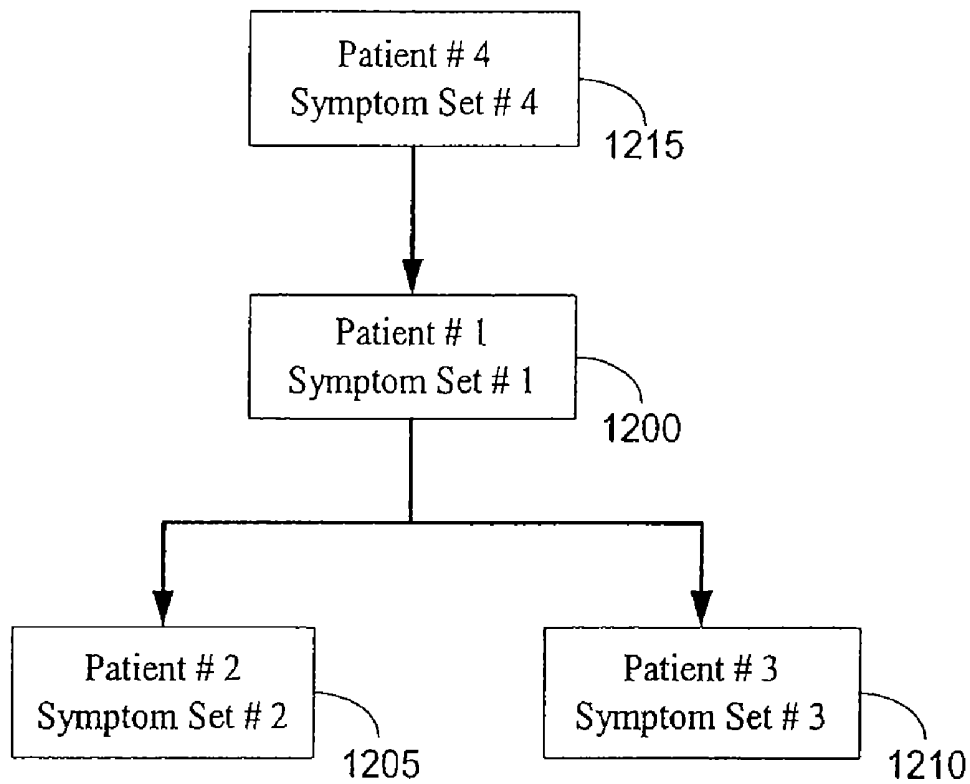 Patient # 4
Symptom Set # 4
1215
Patient # 1
Symptom Set # 1
1200
Patient # 2
Symptom Set # 2
1205
Patient # 3
Symptom Set # 3
1210